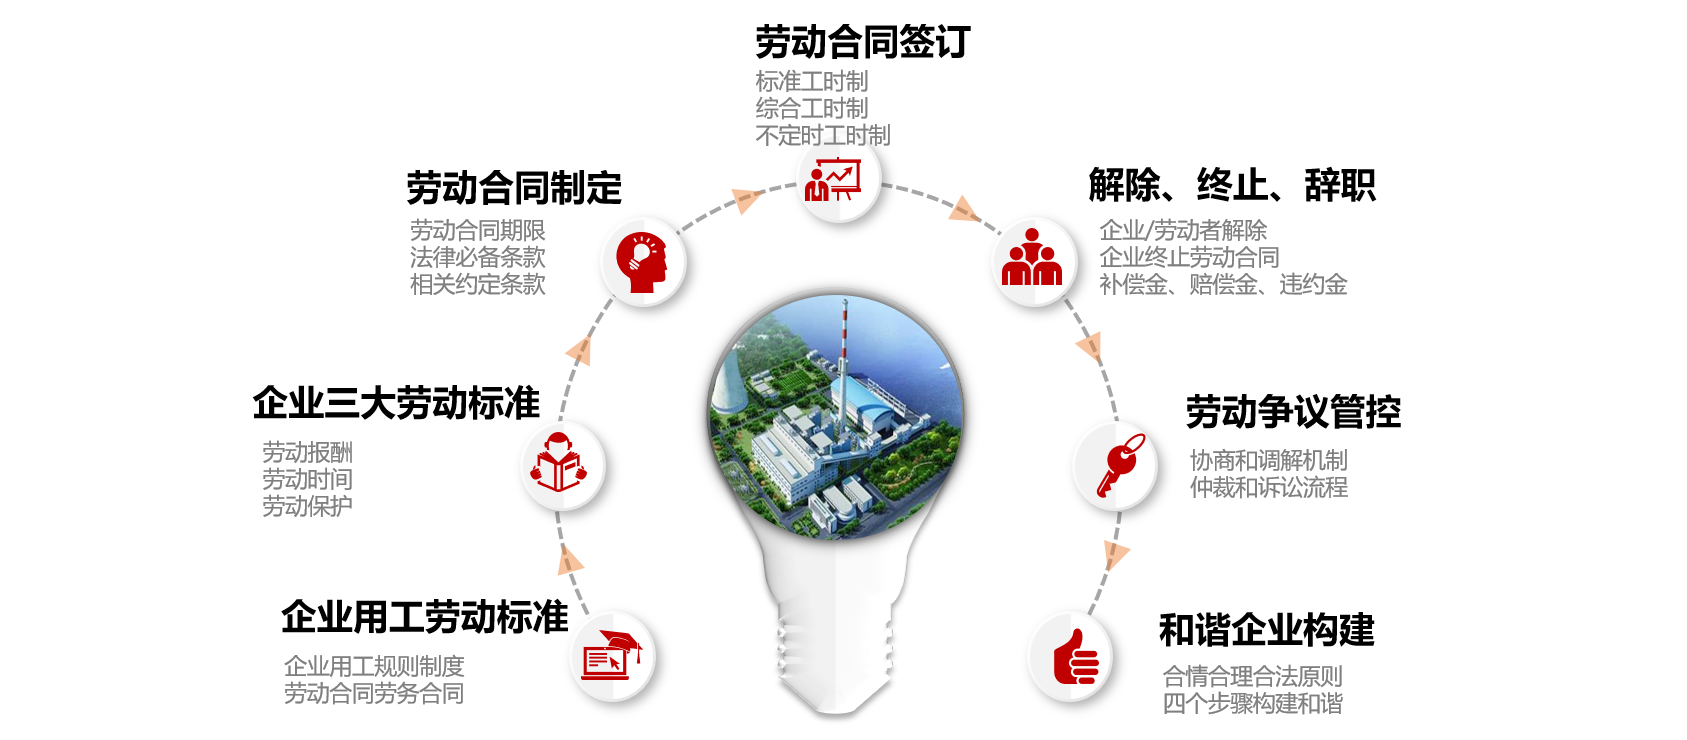 劳动合同签订
标准工时制
综合工时制
不定时工时制
劳动合同制定
劳动合同期限
法律必备条款
相关约定条款
解除、终止、辞职
企业/劳动者解除
企业终止劳动合同
补偿金、赔偿金、违约金
企业三大劳动标准
劳动报酬
劳动时间
劳动保护
劳动争议管控
协商和调解机制
仲裁和诉讼流程
企业用工劳动标准
企业用工规则制度
劳动合同劳务合同
和谐企业构建
合情合理合法原则
四个步骤构建和谐